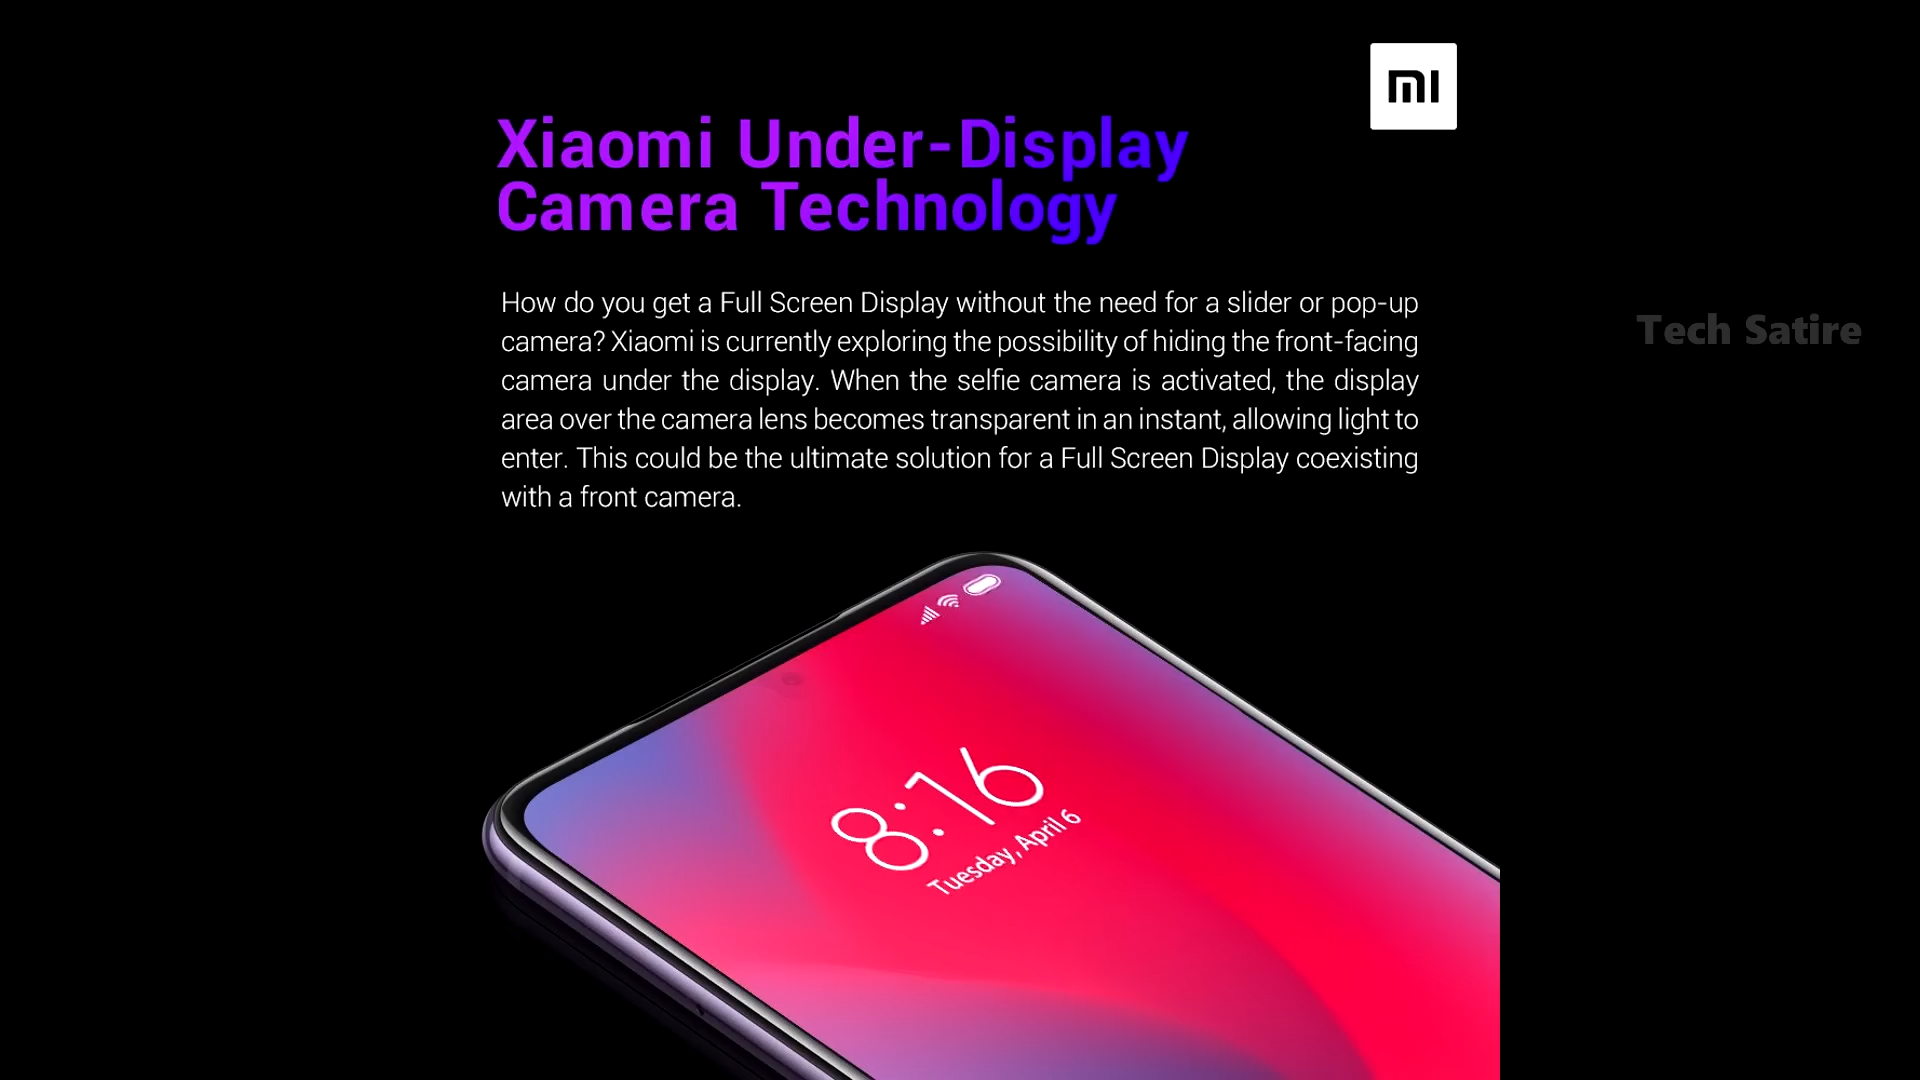 mi
Xiaomi Under-Display
Camera Technology
Tech Satire
How do you get a Full Screen Display without the need for a slider or pop-up
camera? Xiaomi is currently exploring the possibility of hiding the front-facing
camera under the display. When the selfie camera is activated, the display
area over the camera lens becomes transparent in an instant, allowing light to
enter. This could be the ultimate solution for a Full Screen Display coexisting
with a front camera.
8:16
Tuesday, April 6